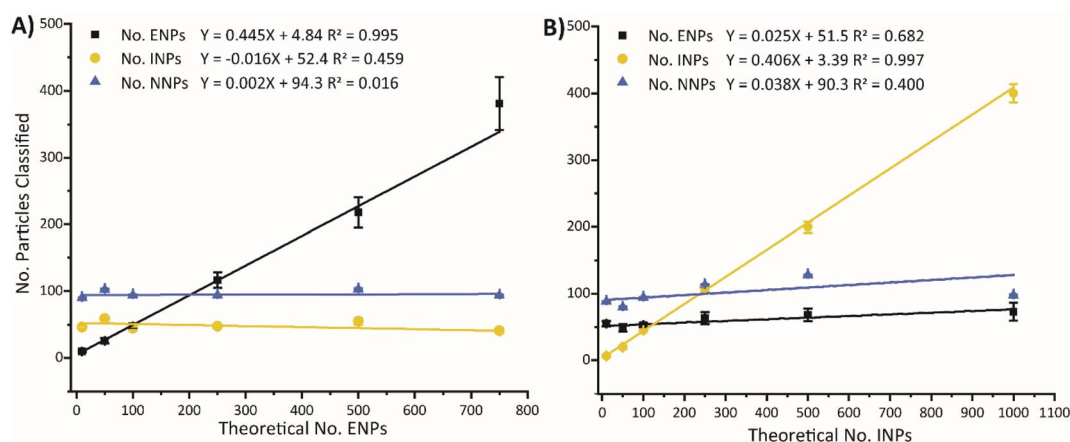 A)
No. ENPs Y = 0.445X + 4.84 R² = 0.995
No. INPs Y = -0.016X + 52.4 R² = 0.459
No. NNPs Y = 0.002X + 94.3 R² = 0.016
No. Particles Classified
500
400
300
200
100
0
0 100 200 300 400 500 600 700 800
Theoretical No. ENPs
B)
No. ENPs Y = 0.025X + 51.5 R² = 0.682
No. INPs Y = 0.406X + 3.39 R² = 0.997
No. NNPs Y = 0.038X + 90.3 R² = 0.400
500
400
300
200
100
0
0 100 200 300 400 500 600 700 800 900 1000 1100
Theoretical No. INPs